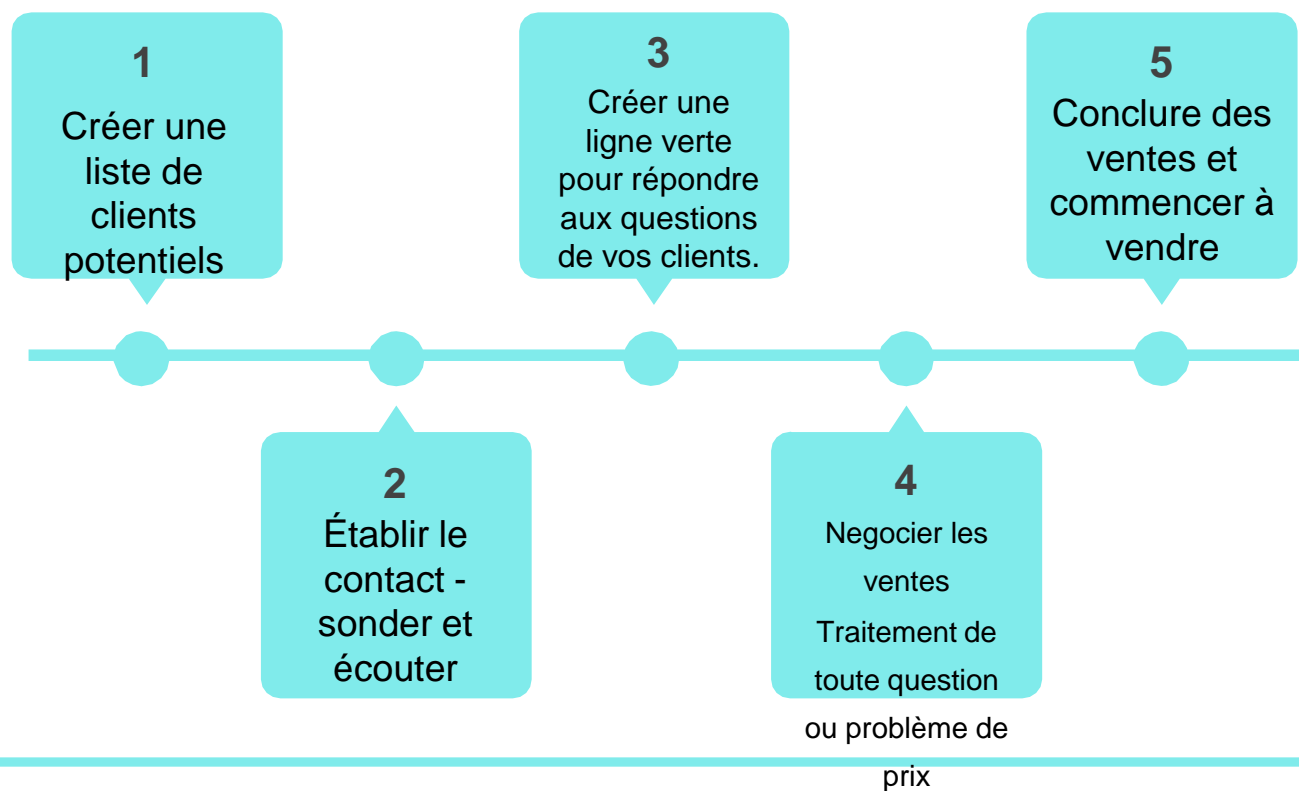 1
Créer une
liste de
clients
potentiels
2
Établir le
contact -
sonder et
écouter
3
Créer une
ligne verte
pour répondre
aux questions
de vos clients.
4
Negocier les
ventes
Traitement de
toute question
ou problème de
prix
5
Conclure des
ventes et
commencer à
vendre